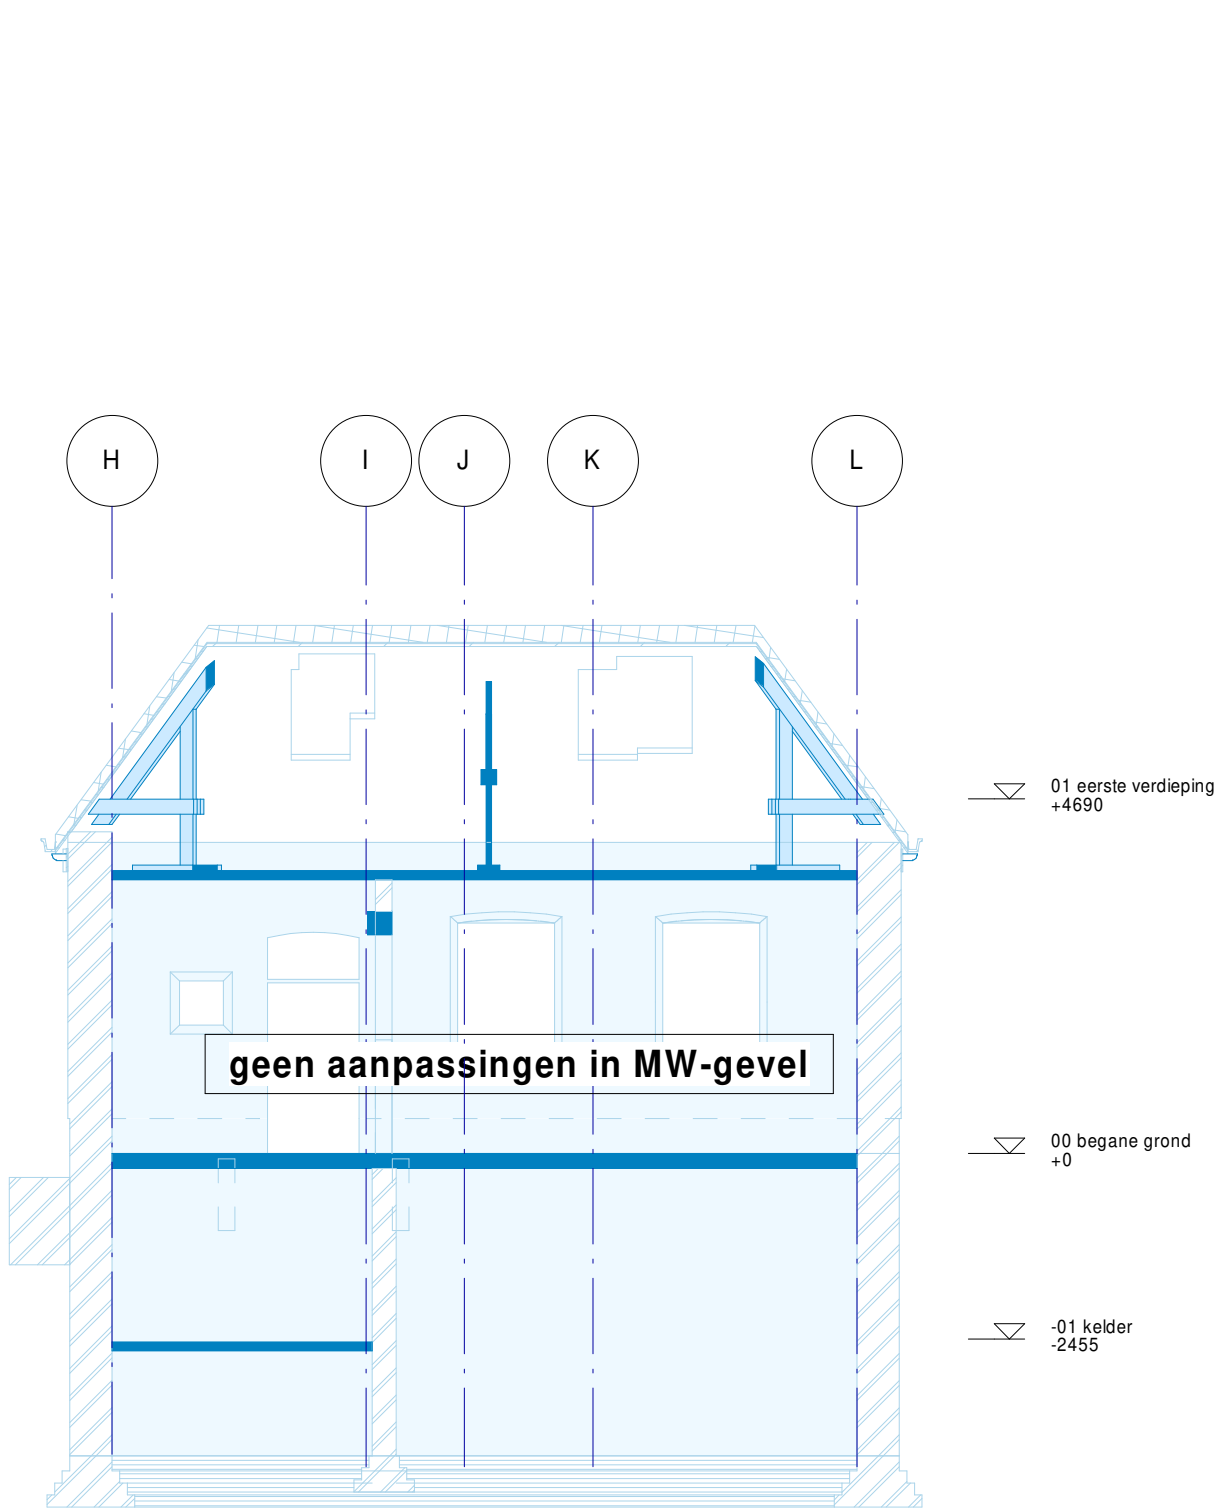 H
I
J
K
L
01 eerste verdieping
+4690
geen aanpassingen in MW-gevel
00 begane grond
+0
-01 kelder
-2455